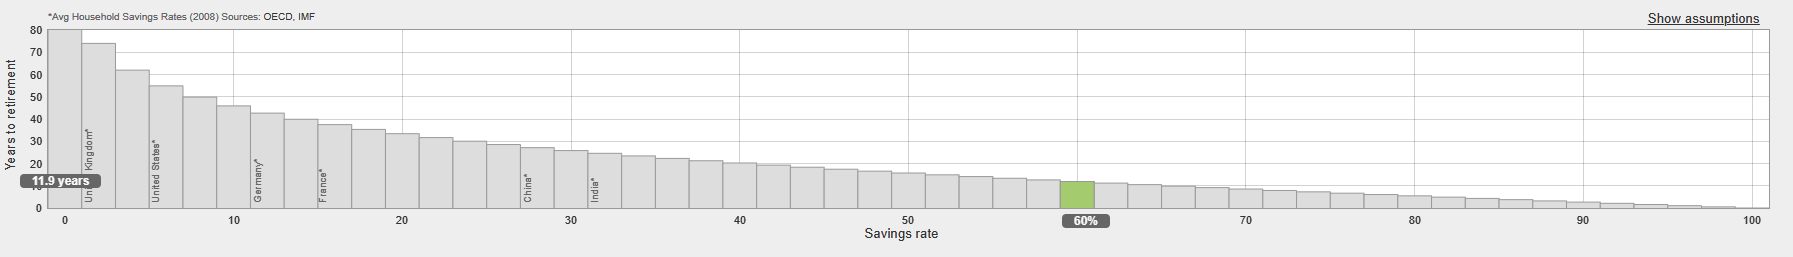 *Avg Household Savings Rates (2008) Sources: OECD, IMF
Show assumptions
Years to retirement
80
70
60
50
40
30
20
11.9 years
0
Kingdom*
United States*
Germany*
France*
China*
India*
0 10 20 30 40 50 60% 70 80 90 100
Savings rate